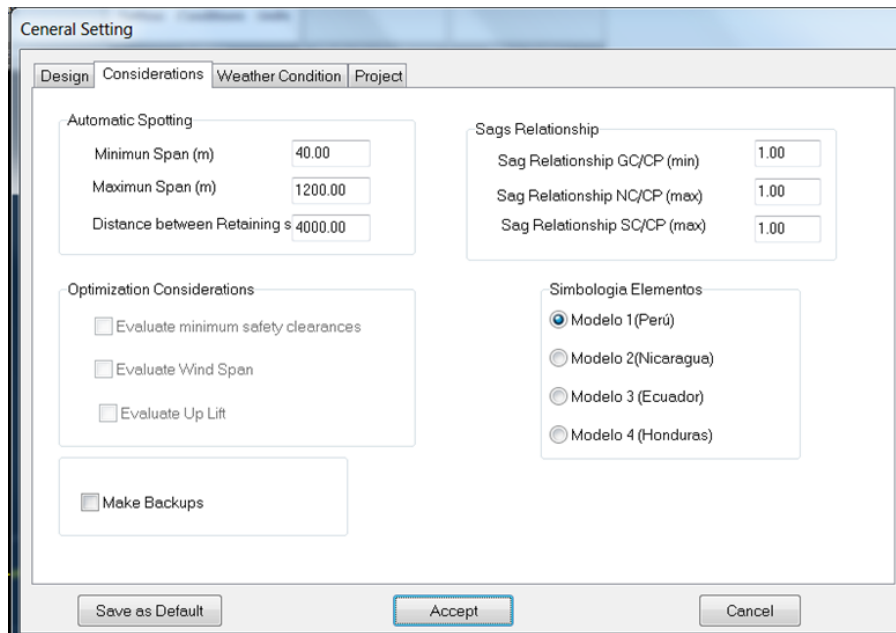 Ceneral Setting
Design Considerations Weather Condition Project
Automatic Spotting
Minimun Span (m) 40.00
Maximun Span (m) 1200.00
Distance between Retaining s 4000.00
Sags Relationship
Sag Relationship GC/CP (min) 1.00
Sag Relationship NC/CP (max) 1.00
Sag Relationship SC/CP (max) 1.00
Optimization Considerations
Evaluate minimum safety clearances
Evaluate Wind Span
Evaluate Up Lift
Simbologia Elementos
Modelo 1(Perú)
Modelo 2(Nicaragua)
Modelo 3 (Ecuador)
Modelo 4 (Honduras)
Make Backups
Save as Default Accept Cancel